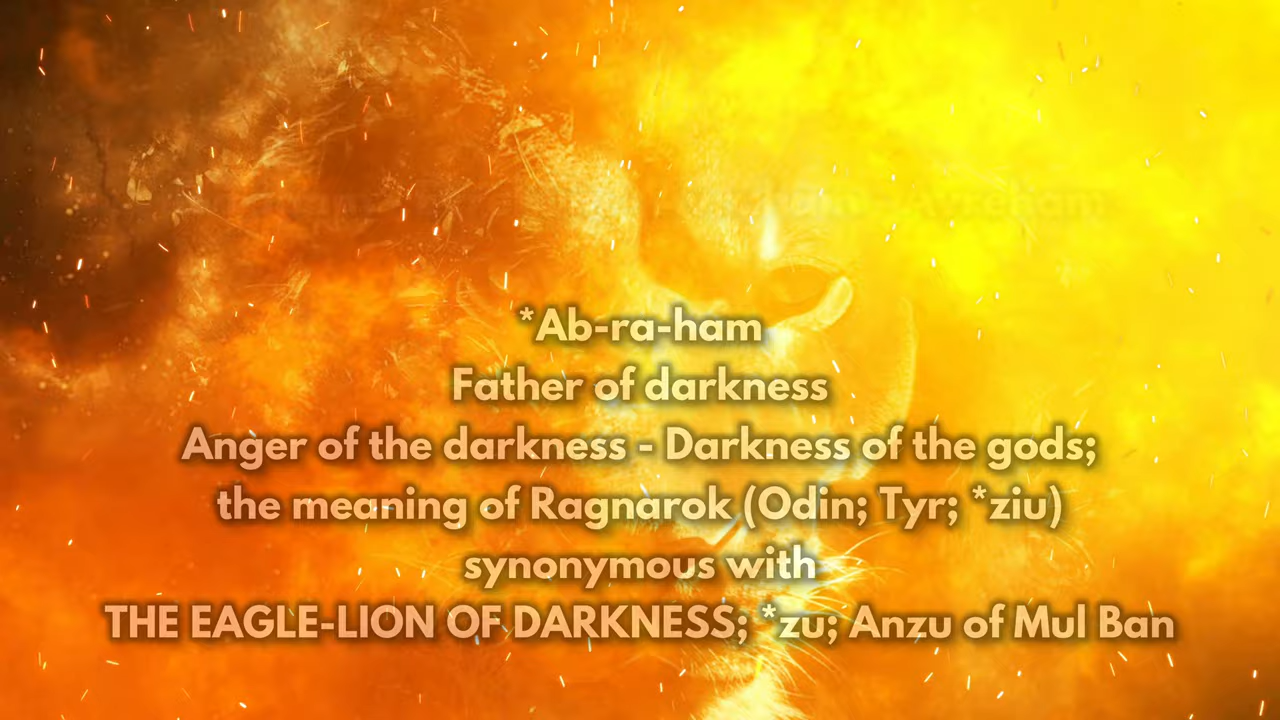 Avreham
*Ab-ra-ham
Father of darkness
Anger of the darkness - Darkness of the gods;
the meaning of Ragnarok (Odin; Tyr; *ziu)
synonymous with
THE EAGLE-LION OF DARKNESS; *zu; Anzu of Mul Ban